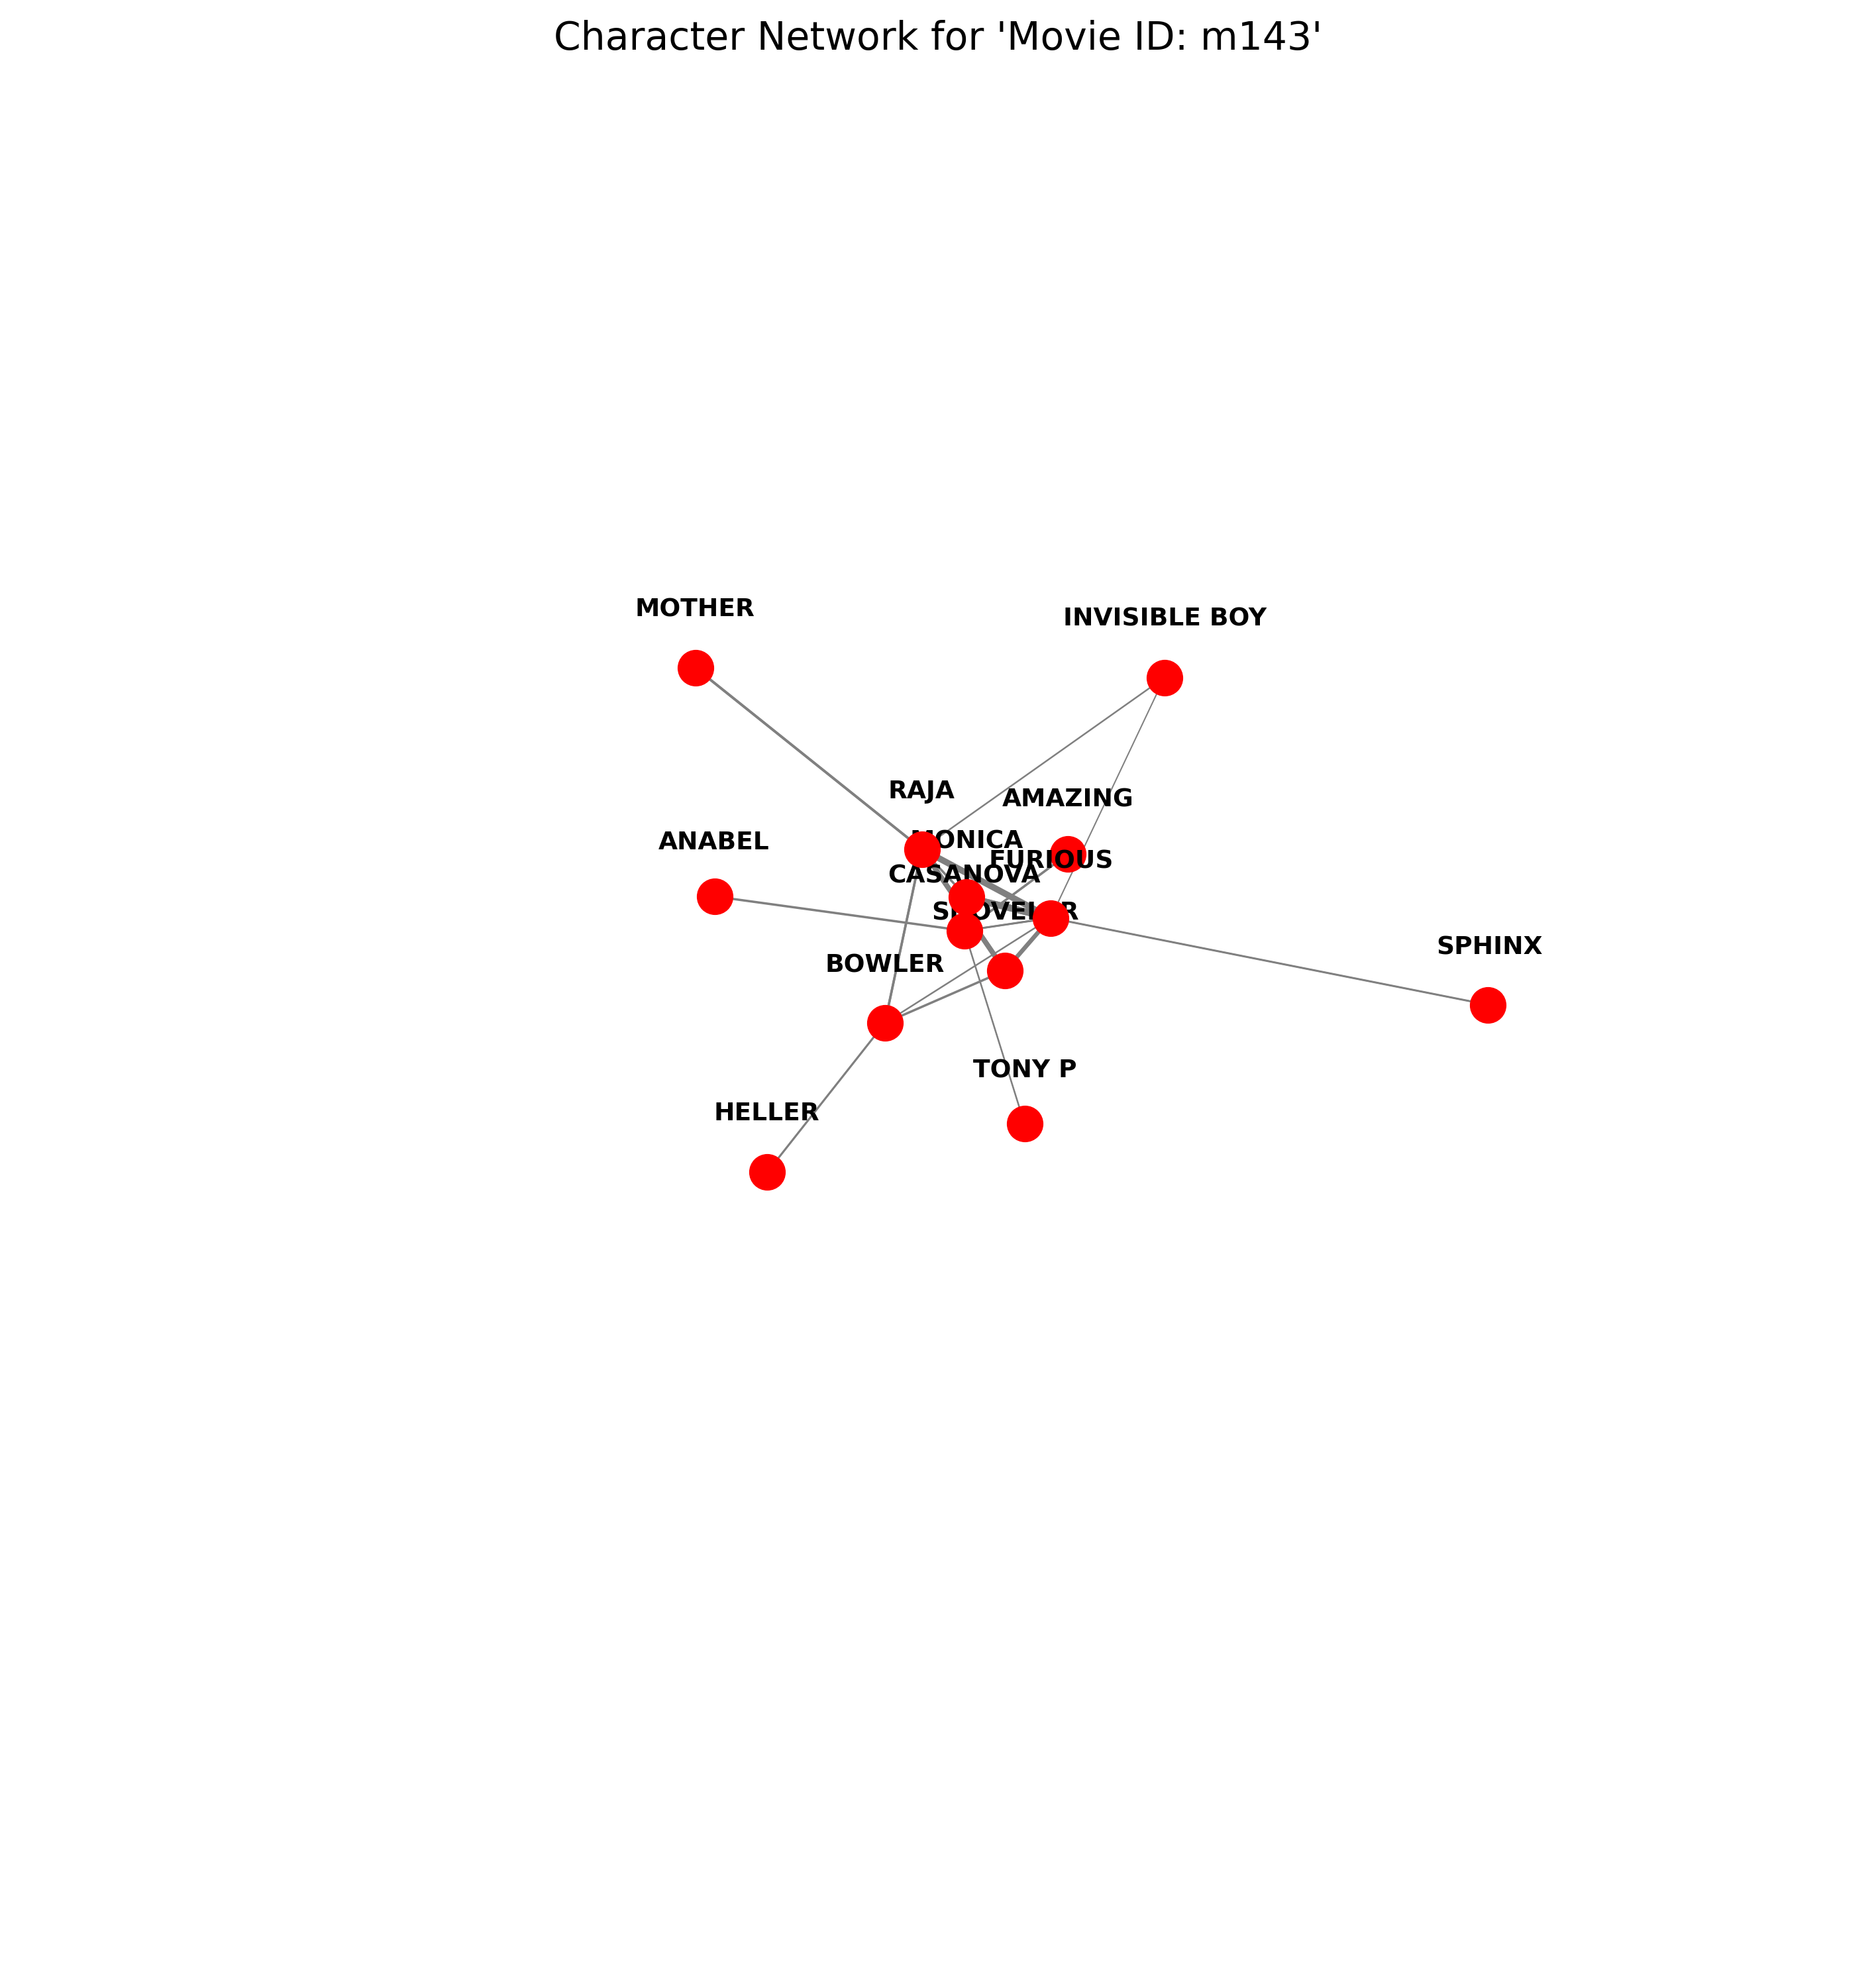 Character Network for 'Movie ID: m143'
MOTHER
INVISIBLE BOY
RAJA
AMAZING
ANABEL
MONICA
FURIOUS
CASANOVA
SHOVELER
SPHINX
BOWLER
TONY P
HELLER